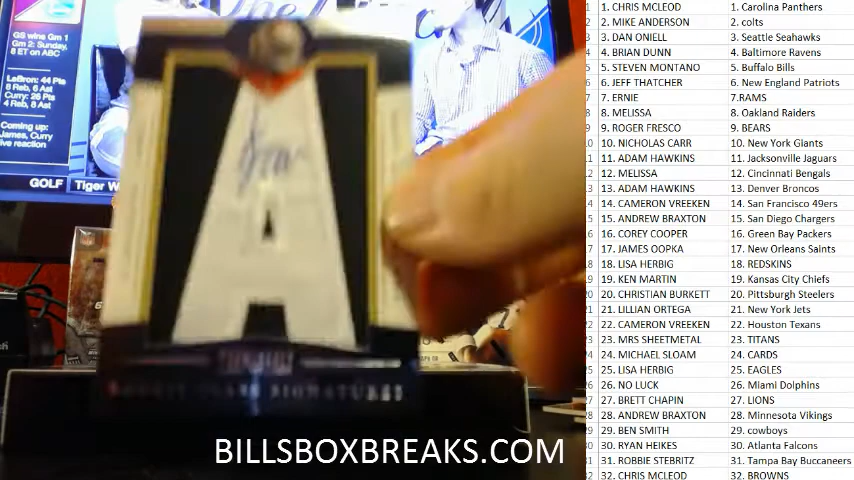 GS wins Gm 1
Gm 2: Sunday,
8 ET on ABC
LeBron: 44 Pts
8 Reb, 6 Ast
Curry: 26 Pts
4 Reb, 8 Ast
Coming up:
James, Curry
live reaction
GOLF Tiger W
A
SIGNATURES
BILLSBOXBREAKS.COM
1. CHRIS MCLEOD 1. Carolina Panthers
2. MIKE ANDERSON 2. colts
3. DAN ONIELL 3. Seattle Seahawks
4. BRIAN DUNN 4. Baltimore Ravens
5. STEVEN MONTANO 5. Buffalo Bills
6. JEFF THATCHER 6. New England Patriots
7. ERNIE 7.RAMS
8. MELISSA 8. Oakland Raiders
9. ROGER FRESCO 9. BEARS
10. NICHOLAS CARR 10. New York Giants
11. ADAM HAWKINS 11. Jacksonville Jaguars
12. MELISSA 12. Cincinnati Bengals
13. ADAM HAWKINS 13. Denver Broncos
14. CAMERON VREEKEN 14. San Francisco 49ers
15. ANDREW BRAXTON 15. San Diego Chargers
16. COREY COOPER 16. Green Bay Packers
17. JAMES OOPKA 17. New Orleans Saints
18. LISA HERBIG 18. REDSKINS
19. KEN MARTIN 19. Kansas City Chiefs
20. CHRISTIAN BURKETT 20. Pittsburgh Steelers
21. LILLIAN ORTEGA 21. New York Jets
22. CAMERON VREEKEN 22. Houston Texans
23. MRS SHEETMETAL 23. TITANS
24. MICHAEL SLOAM 24. CARDS
25. LISA HERBIG 25. EAGLES
26. NO LUCK 26. Miami Dolphins
27. BRETT CHAPIN 27. LIONS
28. ANDREW BRAXTON 28. Minnesota Vikings
29. BEN SMITH 29. cowboys
30. RYAN HEIKES 30. Atlanta Falcons
31. ROBBIE STEBRITZ 31. Tampa Bay Buccaneers
32. CHRIS MCLEOD 32. BROWNS